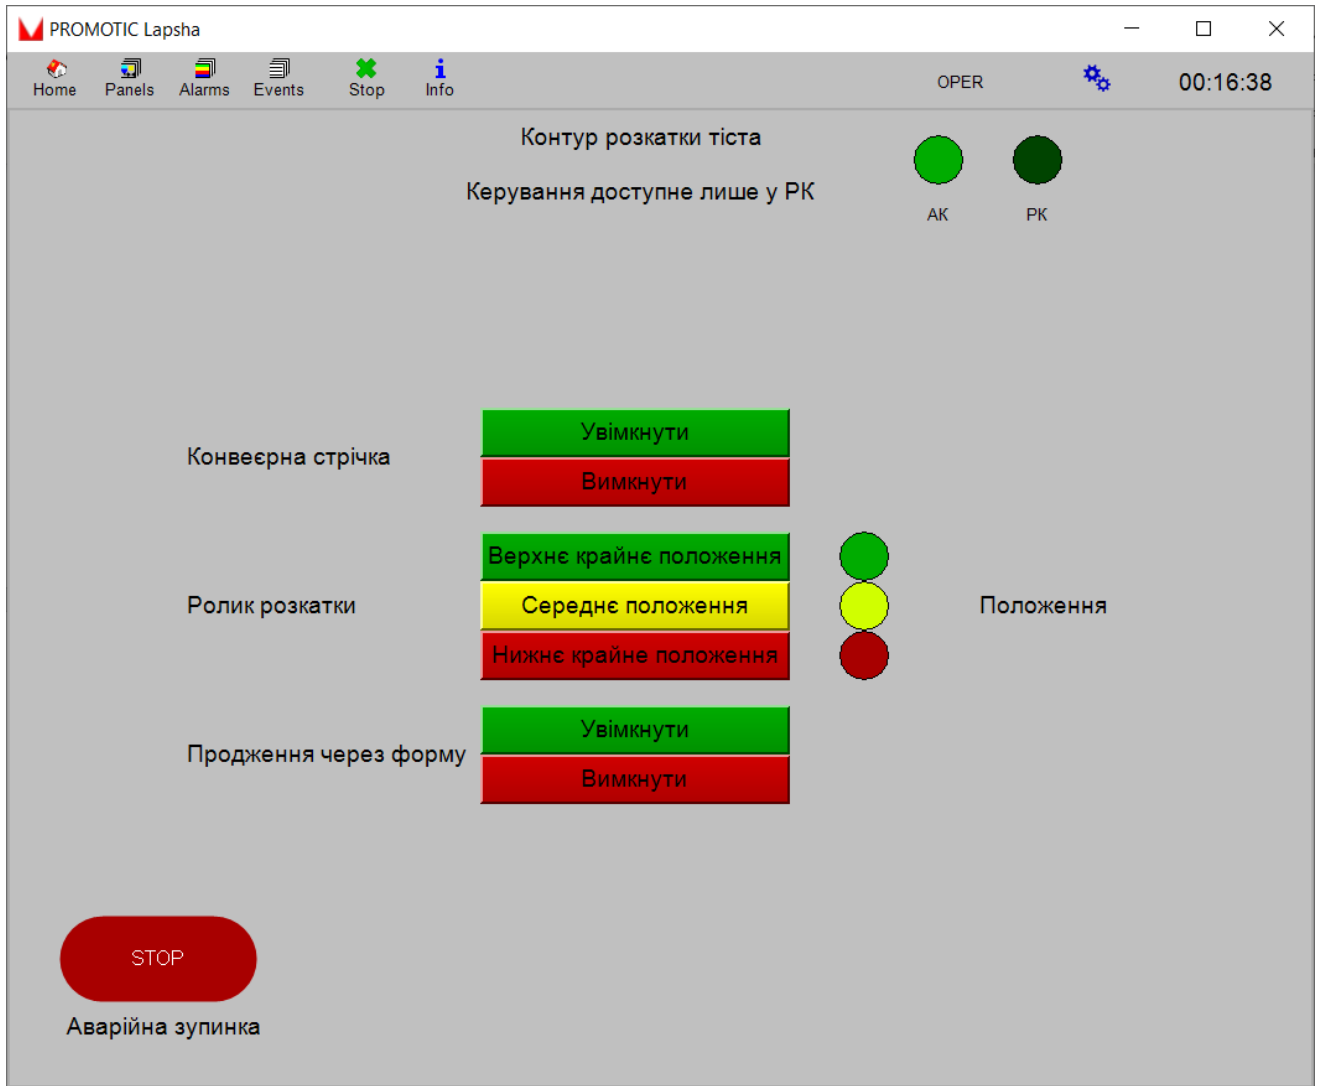 PROMOTIC Lapsha
Home Panels Alarms Events Stop Info OPER 00:16:38
Контур розкатки тіста
Керування доступне лише у РК
АК РК
Конвеєрна стрічка
Увімкнути
Вимкнути
Ролик розкатки
Верхнє крайнє положення
Середнє положення
Нижнє крайне положення
Положення
Продження через форму
Увімкнути
Вимкнути
STOP
Аварійна зупинка